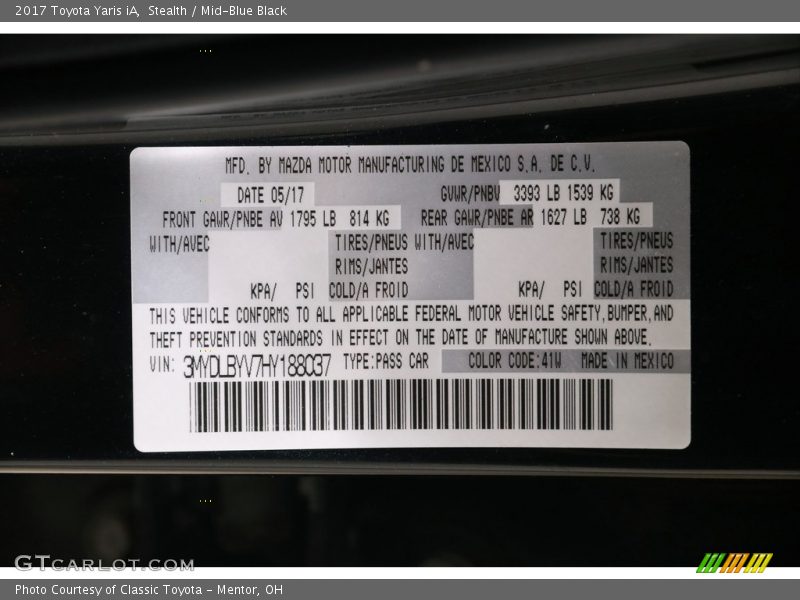 2017 Toyota Yaris iA, Stealth / Mid-Blue Black
MFD. BY MAZDA MOTOR MANUFACTURING DE MEXICO S.A. DE C.V.
DATE 05/17 GVWR/PNBV 3393 LB 1539 KG
FRONT GAWR/PNBE AV 1795 LB 814 KG REAR GAWR/PNBE AR 1627 LB 738 KG
WITH/AVEC TIRES/PNEUS WITH/AVEC TIRES/PNEUS
RIMS/JANTES RIMS/JANTES
KPA/ PSI COLD/A FROID KPA/ PSI COLD/A FROID
THIS VEHICLE CONFORMS TO ALL APPLICABLE FEDERAL MOTOR VEHICLE SAFETY,BUMPER,AND
THEFT PREVENTION STANDARDS IN EFFECT ON THE DATE OF MANUFACTURE SHOWN ABOVE.
VIN: 3MYDLBYV7HY188037 TYPE:PASS CAR COLOR CODE:41W MADE IN MEXICO
GTCARLOT.COM
Photo Courtesy of Classic Toyota - Mentor, OH